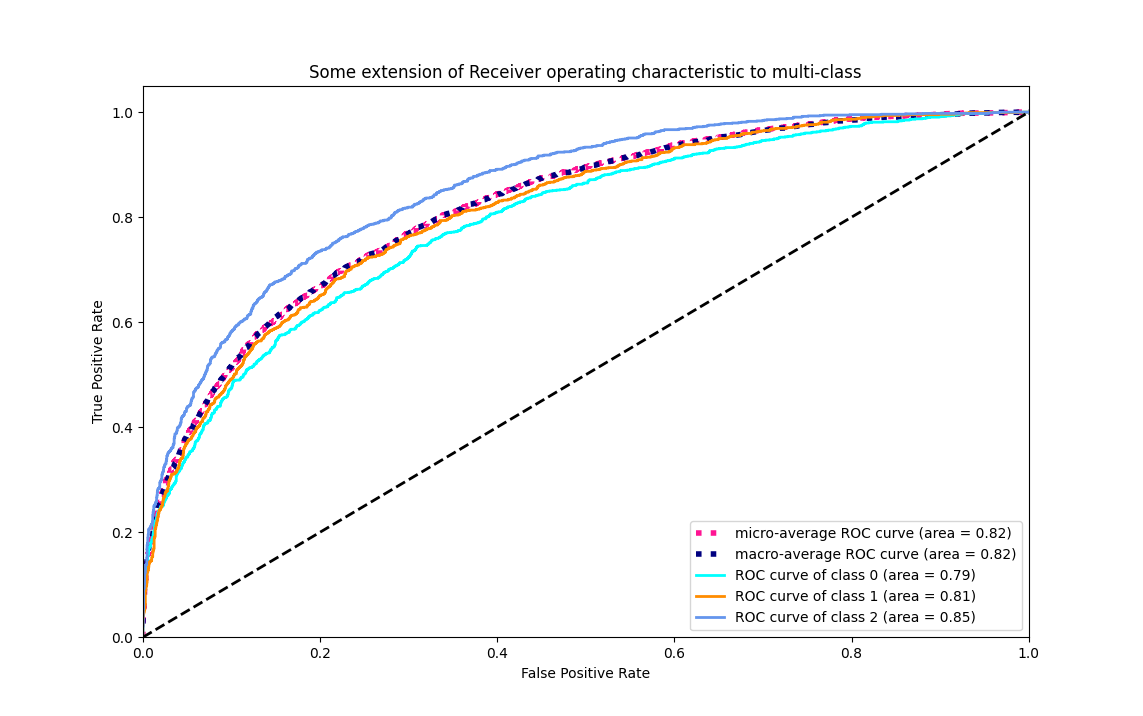 Some extension of Receiver operating characteristic to multi-class
True Positive Rate
1.0
0.8
0.6
0.4
0.2
0.0
micro-average ROC curve (area = 0.82)
macro-average ROC curve (area = 0.82)
ROC curve of class 0 (area = 0.79)
ROC curve of class 1 (area = 0.81)
ROC curve of class 2 (area = 0.85)
0.0 0.2 0.4 0.6 0.8 1.0
False Positive Rate